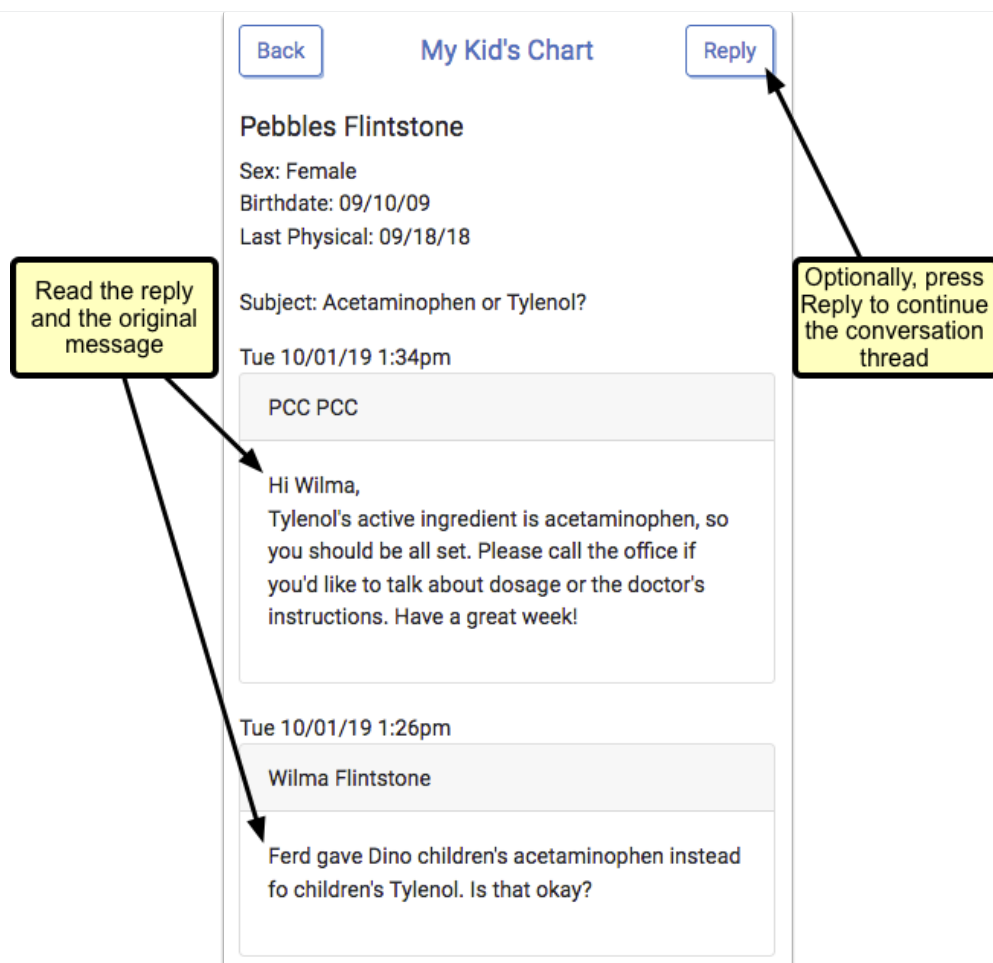 Back
My Kid's Chart
Reply
Pebbles Flintstone
Sex: Female
Birthdate: 09/10/09
Last Physical: 09/18/18
Read the reply
and the original
message
Optionally, press
Reply to continue
the conversation
thread
Subject: Acetaminophen or Tylenol?
Tue 10/01/19 1:34pm
PCC PCC
Hi Wilma,
Tylenol's active ingredient is acetaminophen, so
you should be all set. Please call the office if
you'd like to talk about dosage or the doctor's
instructions. Have a great week!
Tue 10/01/19 1:26pm
Wilma Flintstone
Ferd gave Dino children's acetaminophen instead
fo children's Tylenol. Is that okay?